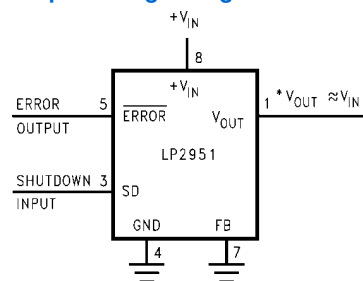 +V_IN
8
+V_IN
ERROR 5 ERROR V_OUT 1 * V_OUT ≈ V_IN
OUTPUT
LP2951
SHUTDOWN 3 SD
INPUT
GND FB
4 7